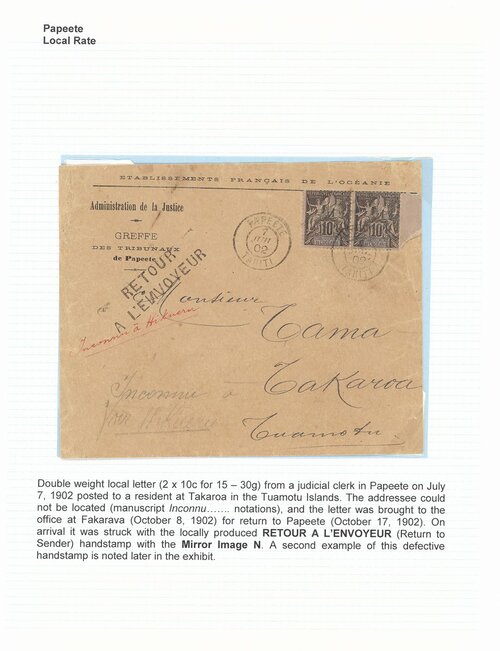 Papeete
Local Rate
ETABLISSEMENTS FRANÇAIS DE L'OCÉANIE
Administration de la Justice
GREFFE
DES TRIBUNAUX
de Papeete
RETOUR
A L'ENVOYEUR
PAPEETE
7
02
TAHITI
10
10
Monsieur
Inconnu à
Tama
Takaroa
Inconnu à
Tuamotu
Double weight local letter (2 x 10c for 15 – 30g) from a judicial clerk in Papeete on July
7, 1902 posted to a resident at Takaroa in the Tuamotu Islands. The addressee could
not be located (manuscript Inconnu……. notations), and the letter was brought to the
office at Fakarava (October 8, 1902) for return to Papeete (October 17, 1902). On
arrival it was struck with the locally produced RETOUR A L'ENVOYEUR (Return to
Sender) handstamp with the Mirror Image N. A second example of this defective
handstamp is noted later in the exhibit.